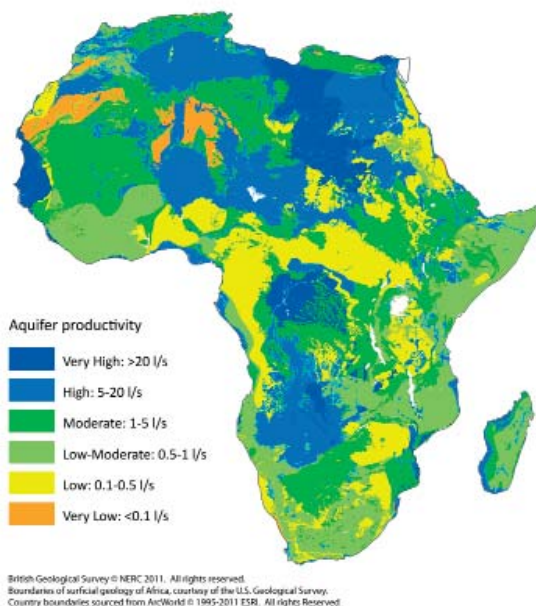 Aquifer productivity
Very High: >20 l/s
High: 5-20 l/s
Moderate: 1-5 l/s
Low-Moderate: 0.5-1 l/s
Low: 0.1-0.5 l/s
Very Low: <0.1 l/s
British Geological Survey © NERC 2011. All rights reserved.
Boundaries of surficial geology of Africa, courtesy of the U.S. Geological Survey.
Country boundaries sourced from ArcWorld © 1995-2011 ESRI. All rights Reserved